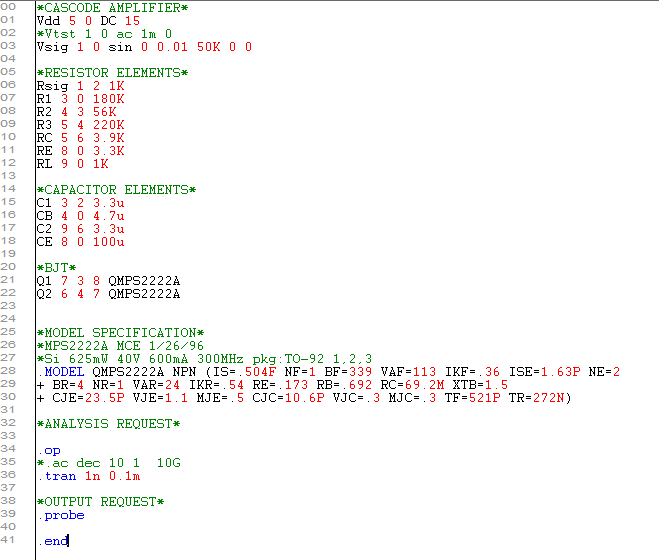 00 *CASCODE AMPLIFIER*
01 Vdd 5 0 DC 15
02 *Vtst 1 0 ac 1m 0
03 Vsig 1 0 sin 0 0.01 50K 0 0
04
05 *RESISTOR ELEMENTS*
06 Rsig 1 2 1K
07 R1 3 0 180K
08 R2 4 3 56K
09 R3 5 4 220K
10 RC 5 6 3.9K
11 RE 8 0 3.3K
12 RL 9 0 1K
13
14 *CAPACITOR ELEMENTS*
15 C1 3 2 3.3u
16 CB 4 0 4.7u
17 C2 9 6 3.3u
18 CE 8 0 100u
19
20 *BJT*
21 Q1 7 3 8 QMPS2222A
22 Q2 6 4 7 QMPS2222A
23
24
25 *MODEL SPECIFICATION*
26 *MPS2222A MCE 1/26/96
27 *Si 625mW 40V 600mA 300MHz pkg:TO-92 1,2,3
28 .MODEL QMPS2222A NPN (IS=.504F NF=1 BF=339 VAF=113 IKF=.36 ISE=1.63P NE=2
29 + BR=4 NR=1 VAR=24 IKR=.54 RE=.173 RB=.692 RC=69.2M XTB=1.5
30 + CJE=23.5P VJE=1.1 MJE=.5 CJC=10.6P VJC=.3 MJC=.3 TF=521P TR=272N)
31
32 *ANALYSIS REQUEST*
33
34 .op
35 *.ac dec 10 1  10G
36 .tran 1n 0.1m
37
38 *OUTPUT REQUEST*
39 .probe
40
41 .end